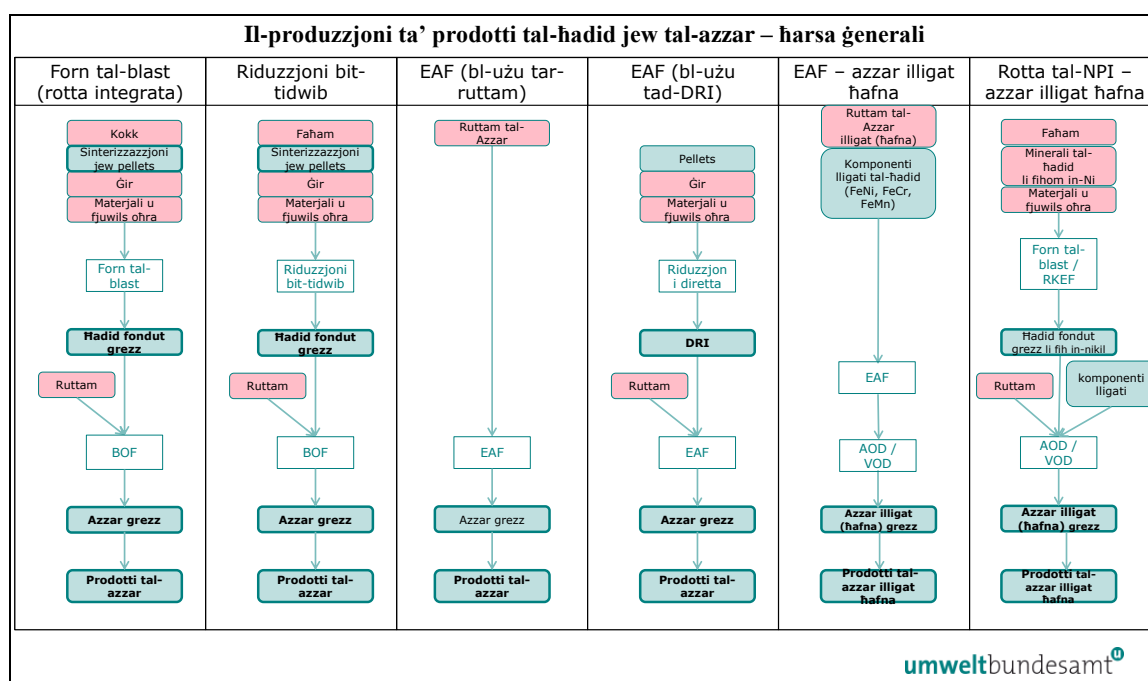 Il-produzzjoni ta' prodotti tal-ħadid jew tal-azzar – ħarsa ġenerali
Forn tal-blast
(rotta integrata)
Kokk
Sinterizzazzjoni
jew pellets
Ġir
Materjali u
fjuwils oħra
Forn tal-
blast
Ħadid fondut
grezz
Ruttam
BOF
Azzar grezz
Prodotti tal-
azzar
Riduzzjoni bit-
tidwib
Faħam
Sinterizzazzjoni
jew pellets
Ġir
Materjali u
fjuwils oħra
Riduzzjoni
bit-tidwib
Ħadid fondut
grezz
Ruttam
BOF
Azzar grezz
Prodotti tal-
azzar
EAF (bl-użu tar-
ruttam)
Ruttam tal-
Azzar
EAF
Azzar grezz
Prodotti tal-
azzar
EAF (bl-użu
tad-DRI)
Pellets
Ġir
Materjali u
fjuwils oħra
Riduzzjon
i diretta
DRI
Ruttam
EAF
Azzar grezz
Prodotti tal-
azzar
EAF – azzar illigat
ħafna
Ruttam tal-
Azzar
illigat (ħafna)
Komponenti
Illigati tal-ħadid
(FeNi, FeCr,
FeMn)
EAF
AOD /
VOD
Azzar illigat
(ħafna) grezz
Prodotti tal-
azzar illigat
ħafna
Rotta tal-NPI –
azzar illigat ħafna
Faħam
Minerali tal-
ħadid
li fihom in-Ni
Materjali u
fjuwils oħra
Forn tal-
blast /
RKEF
Ħadid fondut
grezz li fih in-nikil
Ruttam
komponenti
Illigati
AOD /
VOD
Azzar illigat
(ħafna) grezz
Prodotti tal-
azzar illigat
ħafna
umweltbundesamt